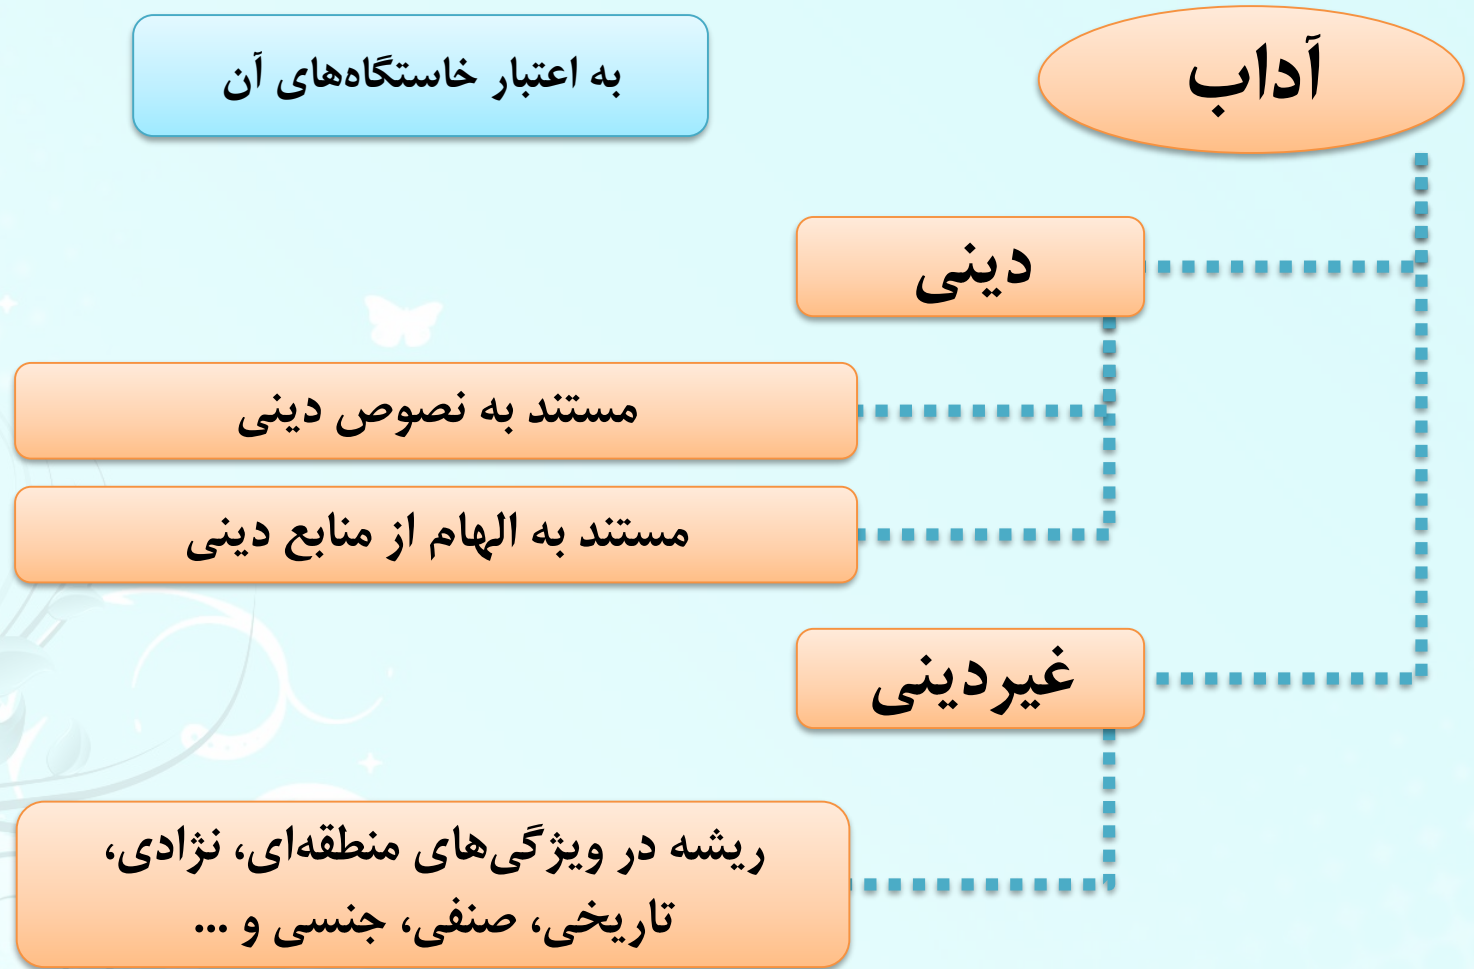 آداب
به اعتبار خاستگاه‌های آن
دینی
مستند به نصوص دینی
مستند به الهام از منابع دینی
غیردینی
ریشه در ویژگی‌های منطقه‌ای، نژادی،
تاریخی، صنفی، جنسی و ...